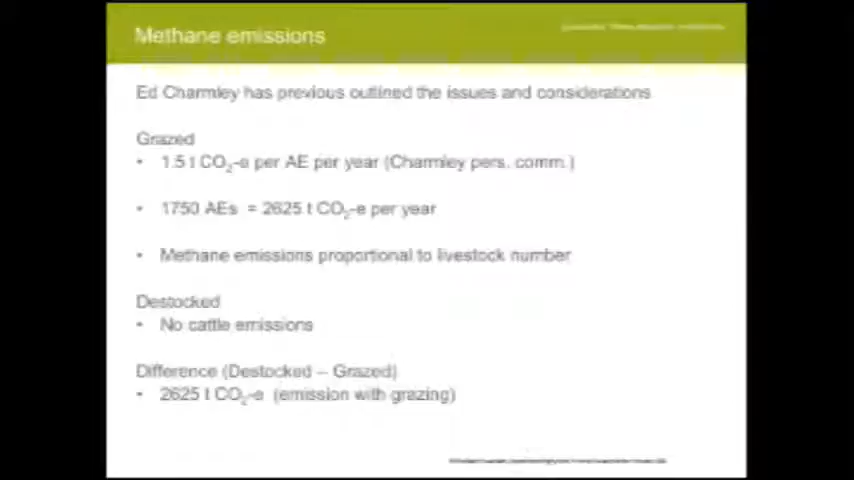 Methane emissions
Ed Charmley has previous outlined the issues and considerations
Grazed
• 1.5 t CO2-e per AE per year (Charmley pers. comm.)
• 1750 AEs = 2625 t CO2-e per year
• Methane emissions proportional to livestock number
Destocked
• No cattle emissions
Difference (Destocked – Grazed)
• 2625 t CO2-e (emission with grazing)